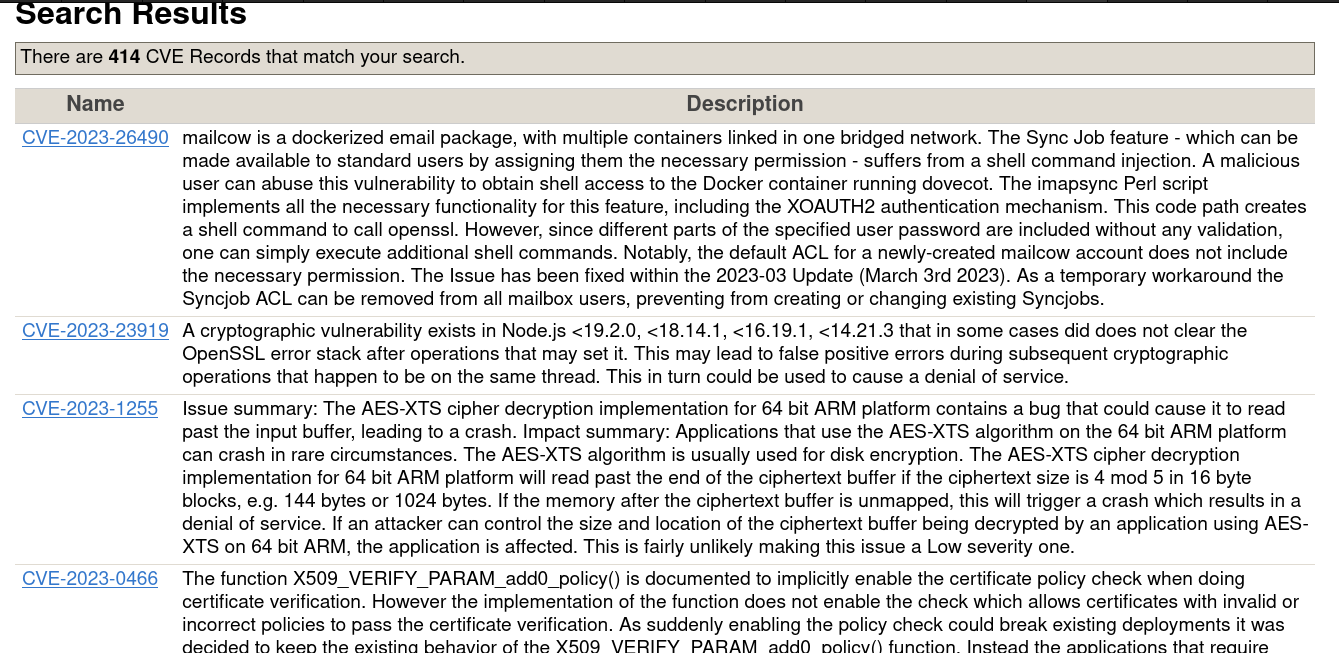 Search Results
There are 414 CVE Records that match your search.
Name Description
CVE-2023-26490 mailcow is a dockerized email package, with multiple containers linked in one bridged network. The Sync Job feature - which can be
made available to standard users by assigning them the necessary permission - suffers from a shell command injection. A malicious
user can abuse this vulnerability to obtain shell access to the Docker container running dovecot. The imapsync Perl script
implements all the necessary functionality for this feature, including the XOAUTH2 authentication mechanism. This code path creates
a shell command to call openssl. However, since different parts of the specified user password are included without any validation,
one can simply execute additional shell commands. Notably, the default ACL for a newly-created mailcow account does not include
the necessary permission. The Issue has been fixed within the 2023-03 Update (March 3rd 2023). As a temporary workaround the
Syncjob ACL can be removed from all mailbox users, preventing from creating or changing existing Syncjobs.
CVE-2023-23919 A cryptographic vulnerability exists in Node.js <19.2.0, <18.14.1, <16.19.1, <14.21.3 that in some cases did does not clear the
OpenSSL error stack after operations that may set it. This may lead to false positive errors during subsequent cryptographic
operations that happen to be on the same thread. This in turn could be used to cause a denial of service.
CVE-2023-1255 Issue summary: The AES-XTS cipher decryption implementation for 64 bit ARM platform contains a bug that could cause it to read
past the input buffer, leading to a crash. Impact summary: Applications that use the AES-XTS algorithm on the 64 bit ARM platform
can crash in rare circumstances. The AES-XTS algorithm is usually used for disk encryption. The AES-XTS cipher decryption
implementation for 64 bit ARM platform will read past the end of the ciphertext buffer if the ciphertext size is 4 mod 5 in 16 byte
blocks, e.g. 144 bytes or 1024 bytes. If the memory after the ciphertext buffer is unmapped, this will trigger a crash which results in a
denial of service. If an attacker can control the size and location of the ciphertext buffer being decrypted by an application using AES-
XTS on 64 bit ARM, the application is affected. This is fairly unlikely making this issue a Low severity one.
CVE-2023-0466 The function X509_VERIFY_PARAM_add0_policy() is documented to implicitly enable the certificate policy check when doing
certificate verification. However the implementation of the function does not enable the check which allows certificates with invalid or
incorrect policies to pass the certificate verification. As suddenly enabling the policy check could break existing deployments it was
decided to keep the existing behavior of the X509_VERIFY_PARAM_add0_policy() function. Instead the applications that require